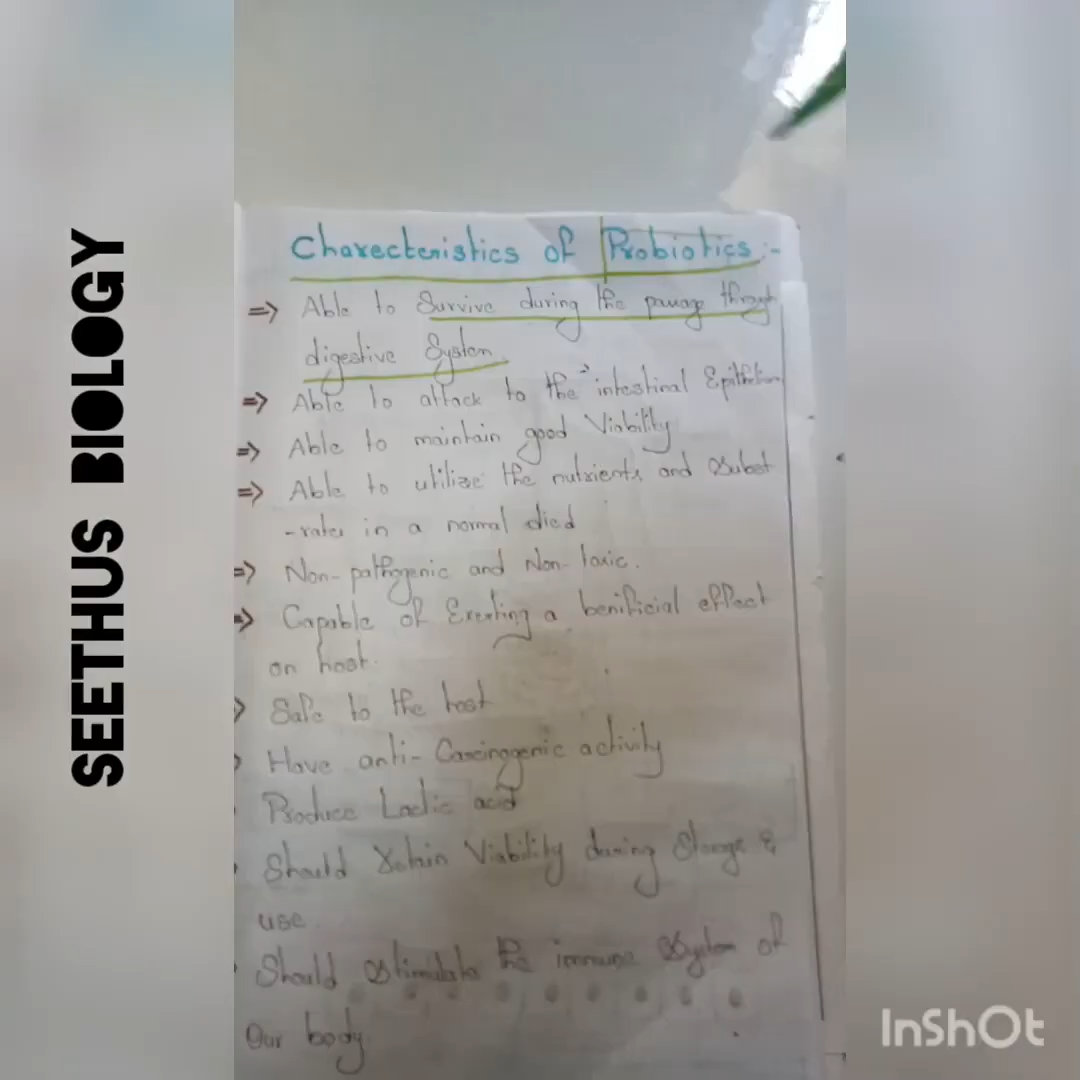 SEETHUS BIOLOGY
Charecteristics of Probiotics :-
⇒ Able to Survive during the passage through
digestive System.
⇒ Able to attack to the intestinal Epithelium
⇒ Able to maintain good Viability
⇒ Able to utilize the nutrients and Subst
-rates in a normal died
⇒ Non-pathogenic and Non-toxic.
⇒ Capable of Exerting a benificial effect
on host.
⇒ Safe to the host
Have anti-Carcinogenic activity
Produce Lactic acid
Should retain Viability during Storage &
use
Should stimulate the immune System of
Our body.
InShOt